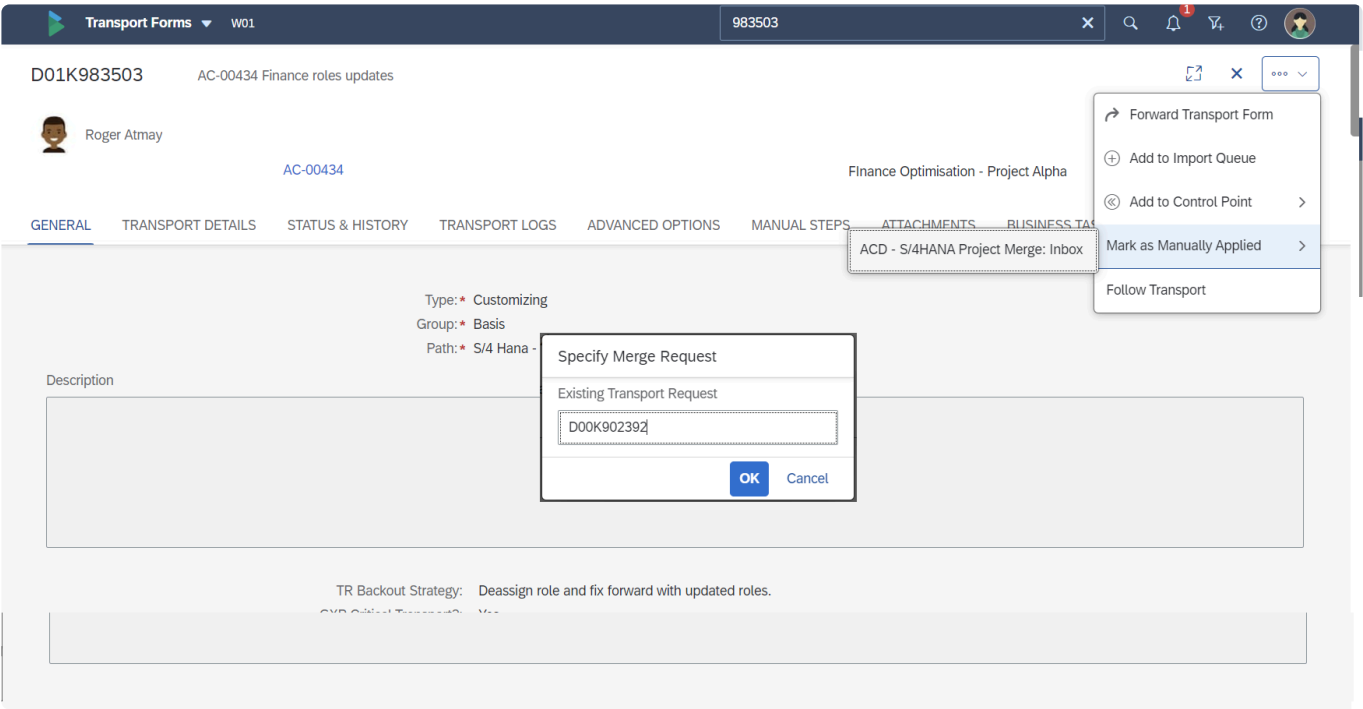 Transport Forms W01 983503 1
D01K983503 AC-00434 Finance roles updates
Forward Transport Form
Roger Atmay
Add to Import Queue
AC-00434 FInance Optimisation - Project Alpha
Add to Control Point
GENERAL TRANSPORT DETAILS STATUS & HISTORY TRANSPORT LOGS ADVANCED OPTIONS MANUAL STEPS ATTACHMENTS BUSINESS
ACD - S/4HANA Project Merge: Inbox Mark as Manually Applied
Follow Transport
Type:* Customizing
Group:* Basis
Path:* S/4 Hana -
Specify Merge Request
Description
Existing Transport Request
D00K902392
OK Cancel
TR Backout Strategy: Deassign role and fix forward with updated roles.